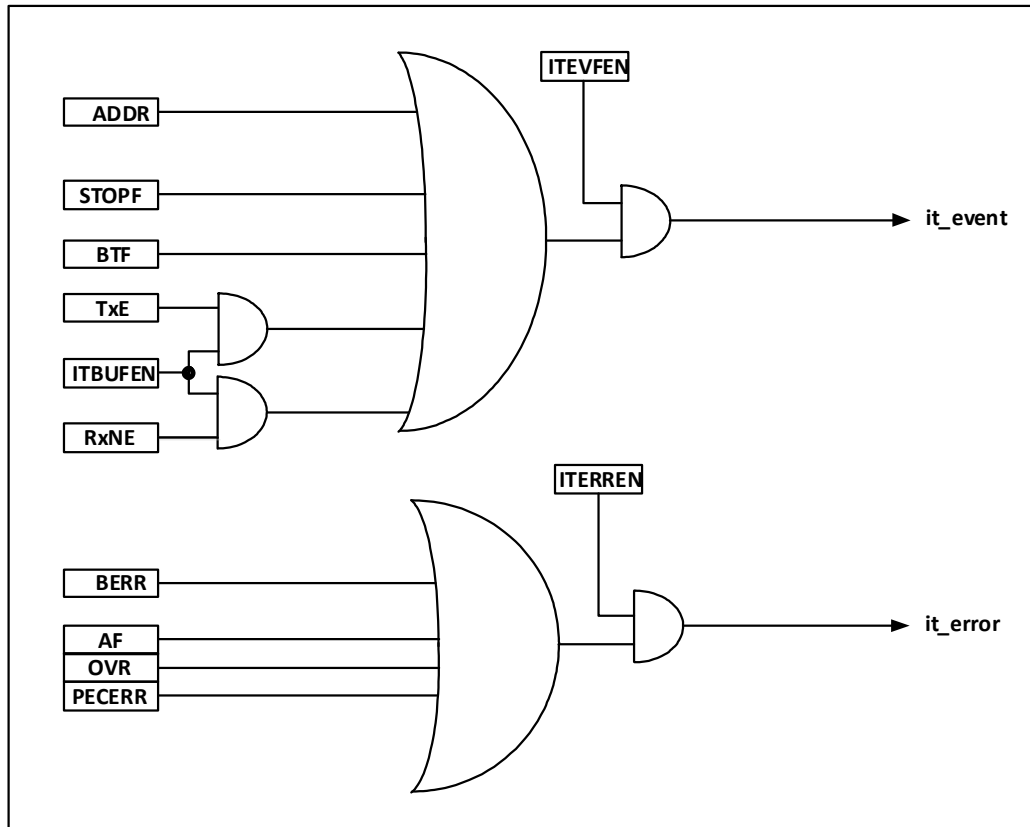 ITEVFEN
ADDR
STOPF
it_event
BTF
TxE
ITBUFEN
RxNE
ITERREN
BERR
it_error
AF
OVR
PECERR